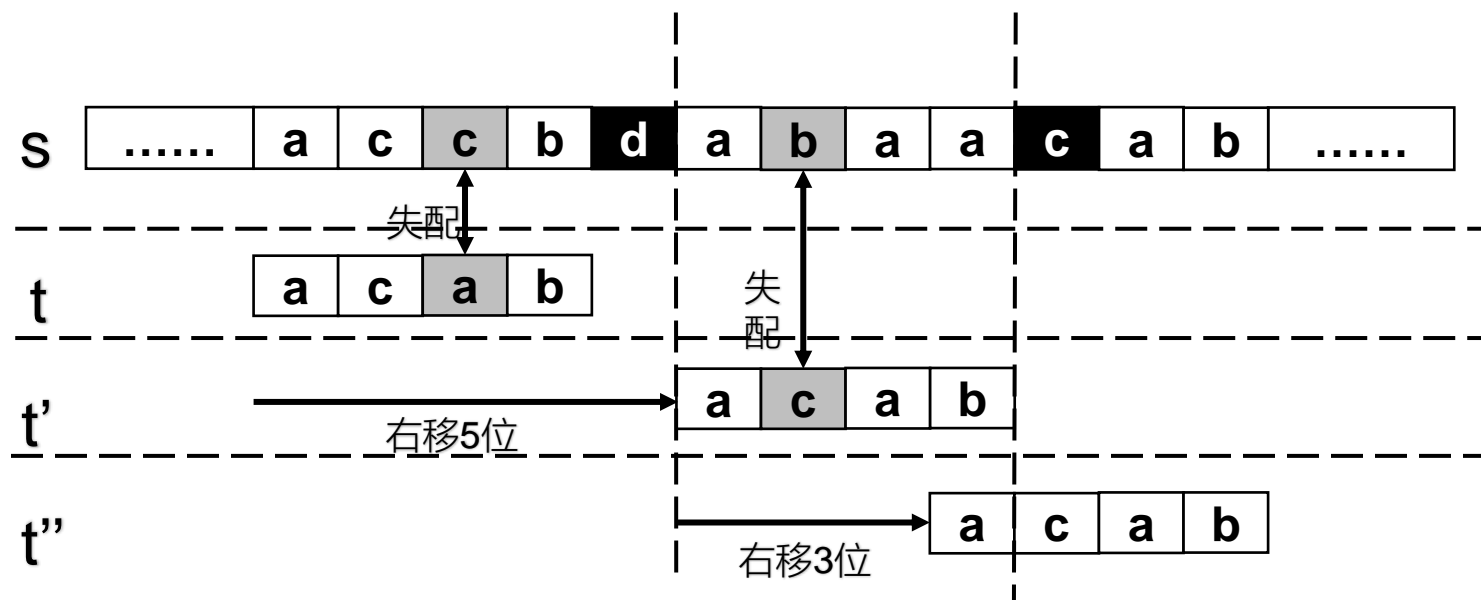 s …… a c c b d a b a a c a b ……
失配
t a c a b
失
配
t’ a c a b
右移5位
t’’ a c a b
右移3位